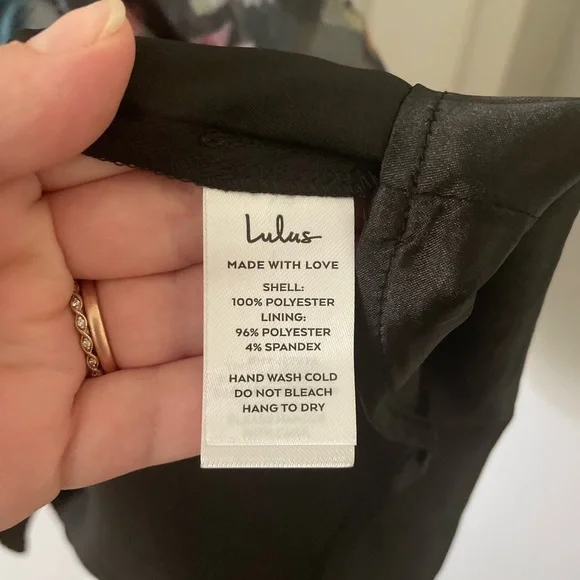 Lulus
MADE WITH LOVE
SHELL:
100% POLYESTER
LINING:
96% POLYESTER
4% SPANDEX
HAND WASH COLD
DO NOT BLEACH
HANG TO DRY